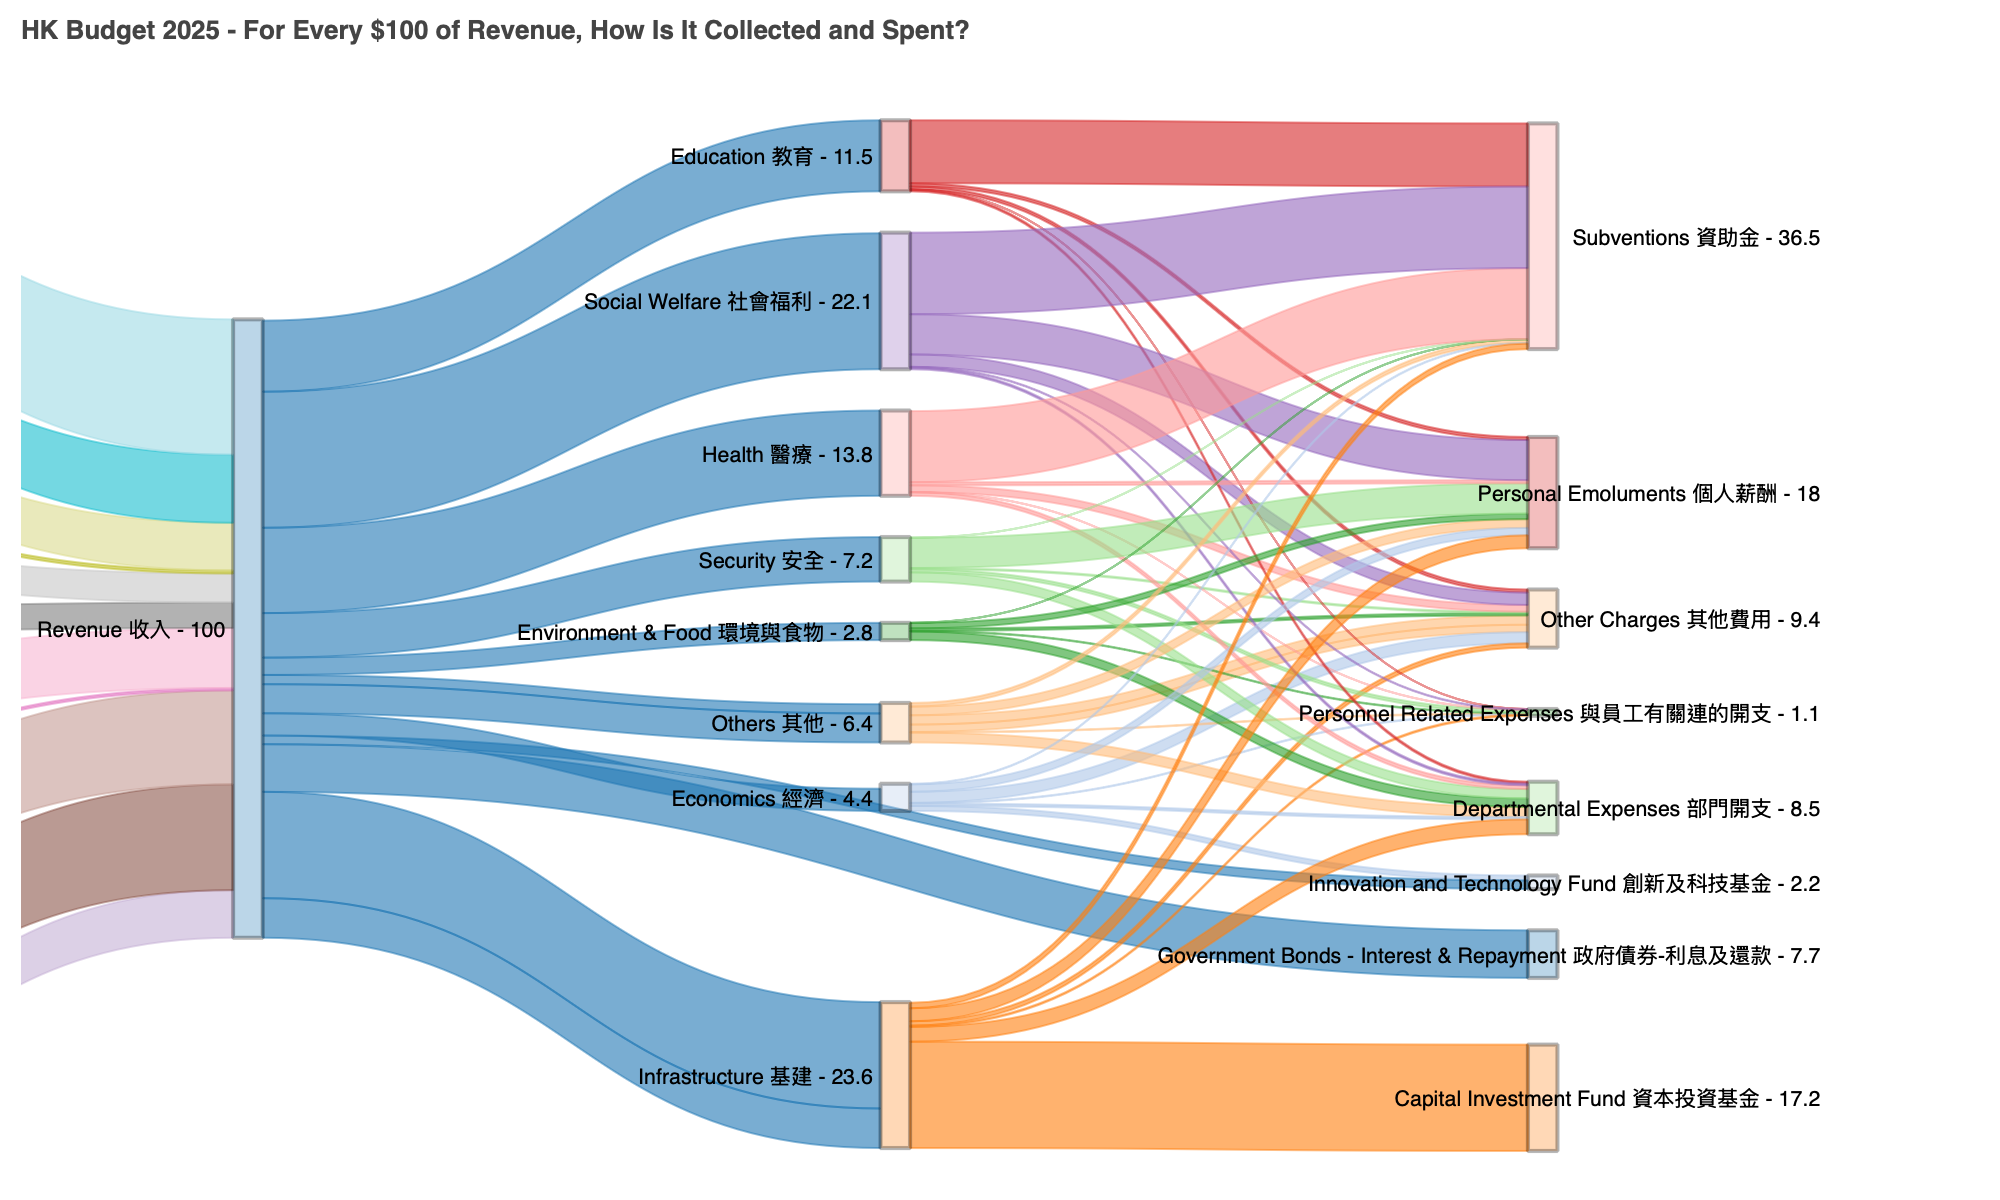 HK Budget 2025 - For Every $100 of Revenue, How Is It Collected and Spent?
Revenue 收入 - 100
Education 教育 - 11.5
Social Welfare 社會福利 - 22.1
Health 醫療 - 13.8
Security 安全 - 7.2
Environment & Food 環境與食物 - 2.8
Others 其他 - 6.4
Economics 經濟 - 4.4
Infrastructure 基建 - 23.6
Subventions 資助金 - 36.5
Personal Emoluments 個人薪酬 - 18
Other Charges 其他費用 - 9.4
Personnel Related Expenses 與員工有關連的開支 - 1.1
Departmental Expenses 部門開支 - 8.5
Innovation and Technology Fund 創新及科技基金 - 2.2
Government Bonds - Interest & Repayment 政府債券-利息及還款 - 7.7
Capital Investment Fund 資本投資基金 - 17.2